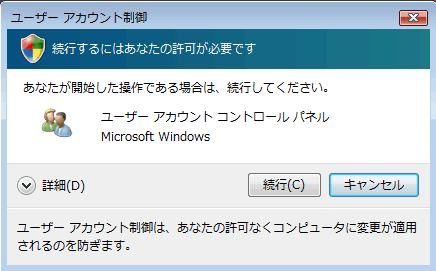 ユーザー アカウント制御
続行するにはあなたの許可が必要です
あなたが開始した操作である場合は、続行してください。
ユーザー アカウント コントロール パネル
Microsoft Windows
詳細(D)
続行(C)
キャンセル
ユーザー アカウント制御は、あなたの許可なくコンピュータに変更が適用
されるのを防ぎます。